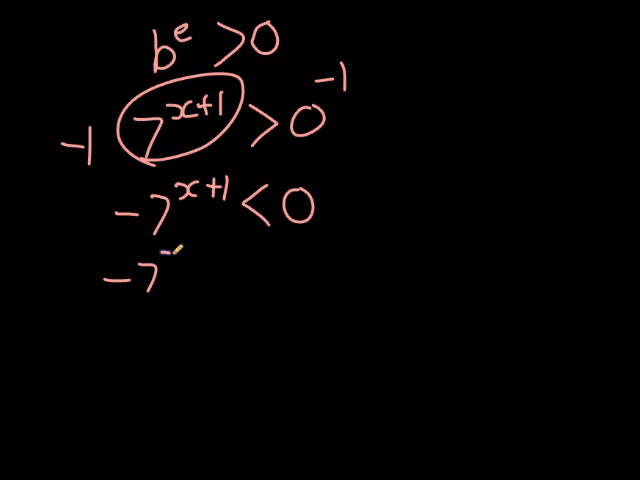 b^e > 0
-1 7^{x+1} > 0 -1
-7^{x+1} < 0
-7^-